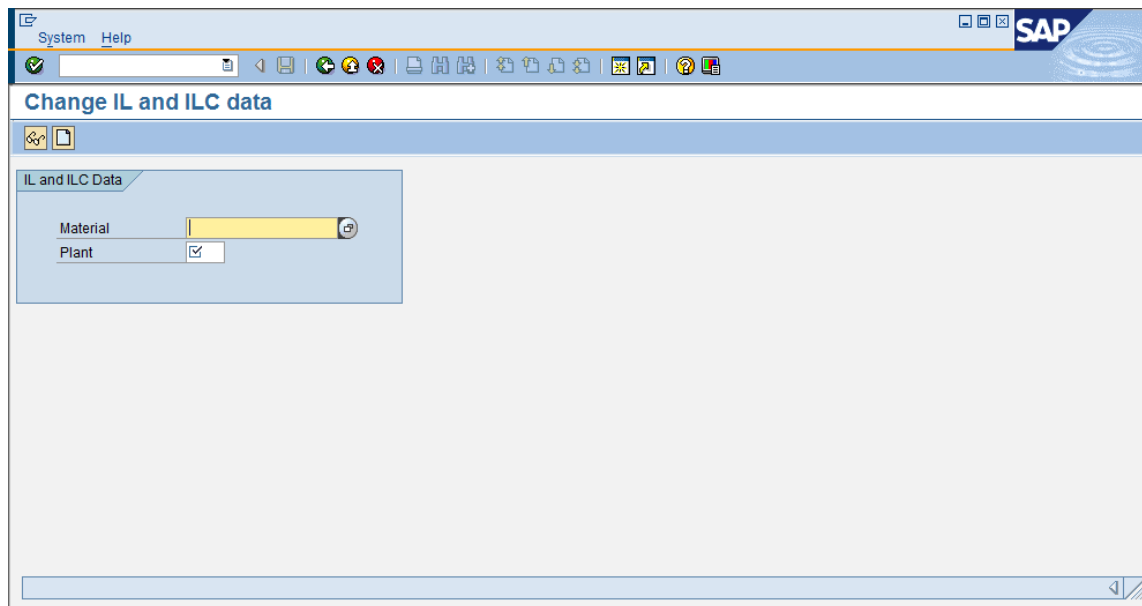 System Help
SAP
Change IL and ILC data
IL and ILC Data
Material
Plant